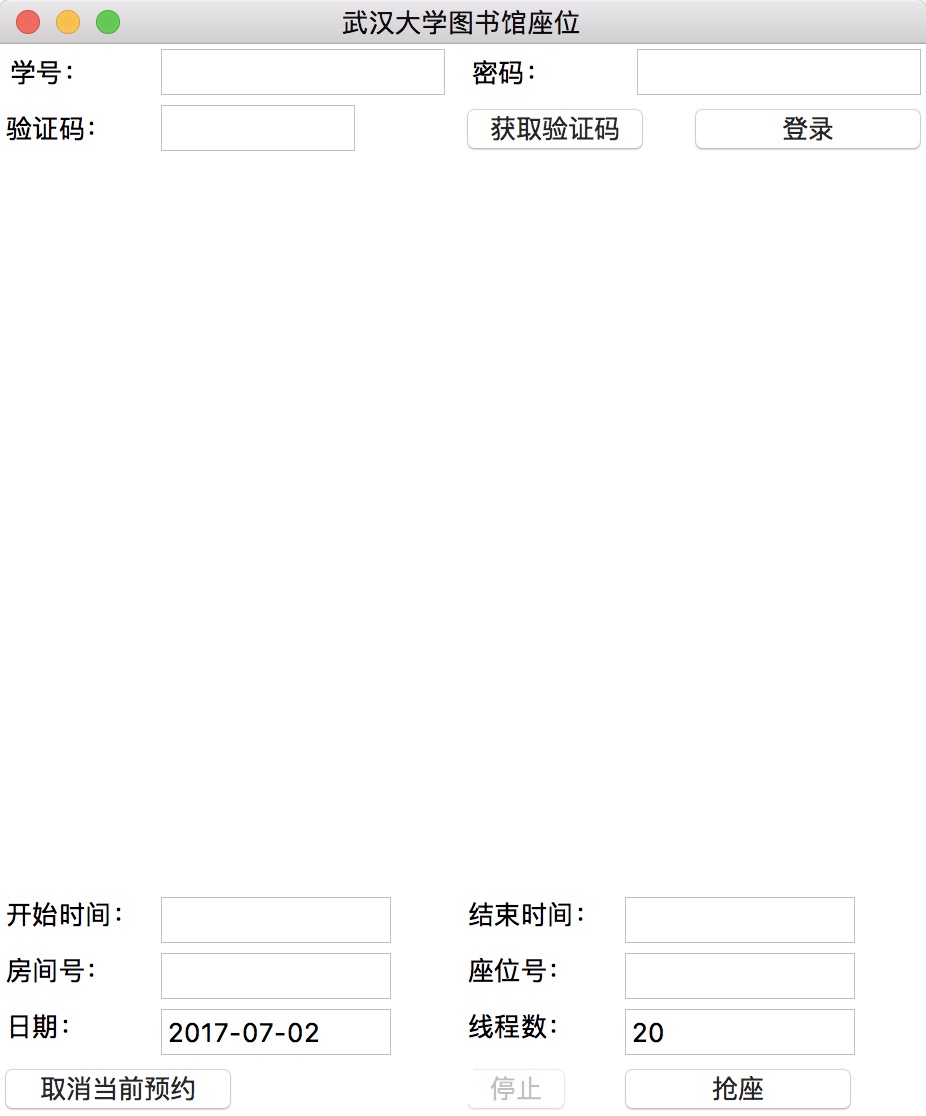 武汉大学图书馆座位
学号： 密码：
验证码： 获取验证码 登录
开始时间： 结束时间：
房间号： 座位号：
日期： 2017-07-02 线程数： 20
取消当前预约 停止 抢座